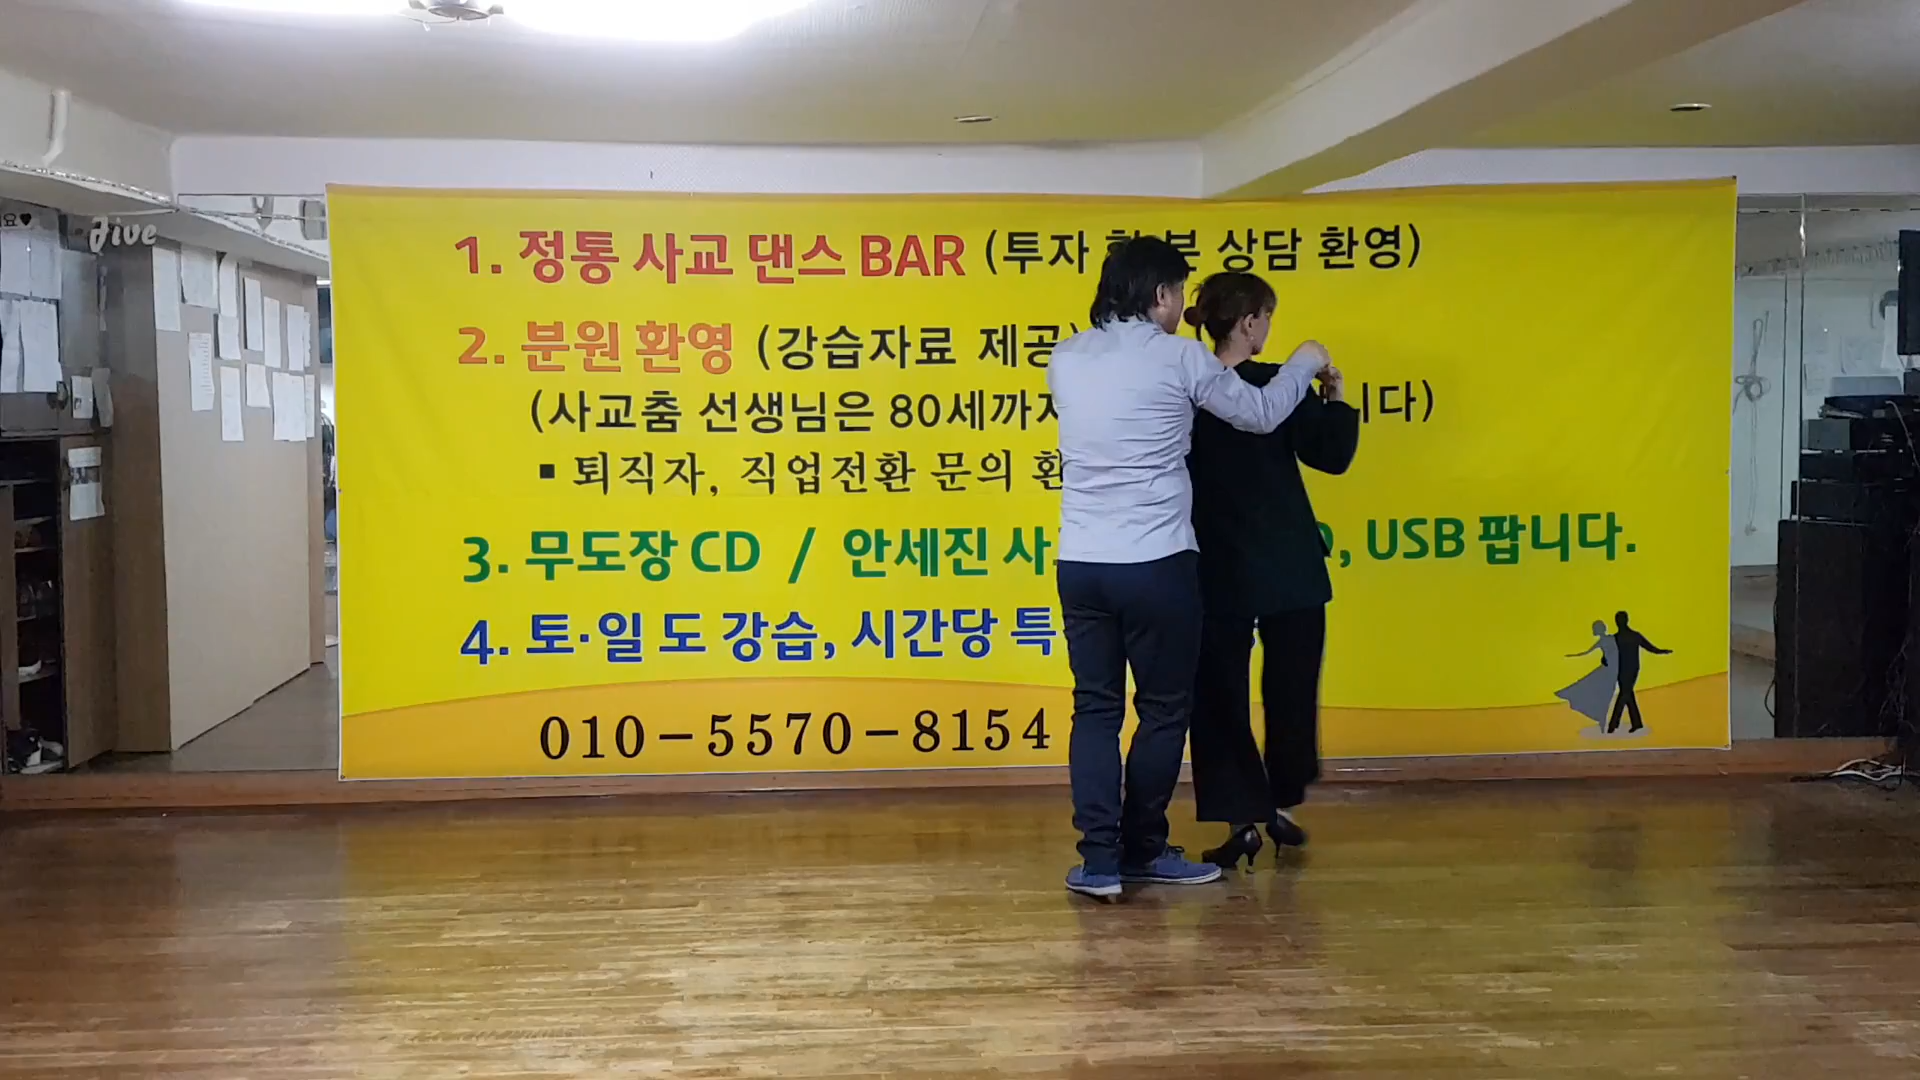 요♥
Jive
1. 정통 사교 댄스 BAR (투자 상담 환영)
2. 분원 환영 (강습자료 제공)
(사교춤 선생님은 80세까지
■ 퇴직자, 직업전환 문의
3. 무도장 CD / 안세진 USB 팝니다.
4. 토·일 도 강습, 시간당
010-5570-8154